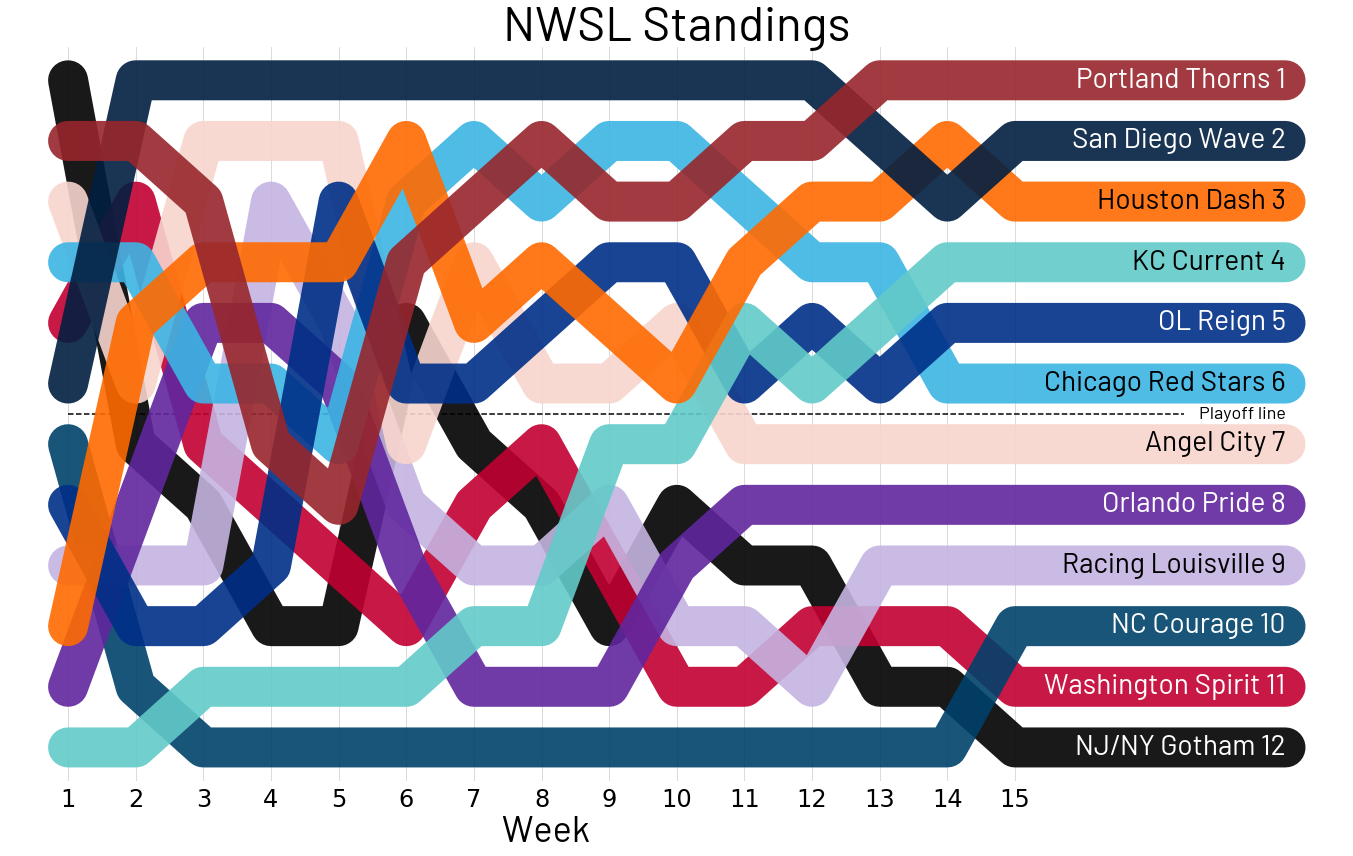 NWSL Standings
Portland Thorns 1
San Diego Wave 2
Houston Dash 3
KC Current 4
OL Reign 5
Chicago Red Stars 6
Playoff line
Angel City 7
Orlando Pride 8
Racing Louisville 9
NC Courage 10
Washington Spirit 11
NJ/NY Gotham 12
1 2 3 4 5 6 7 8 9 10 11 12 13 14 15
Week